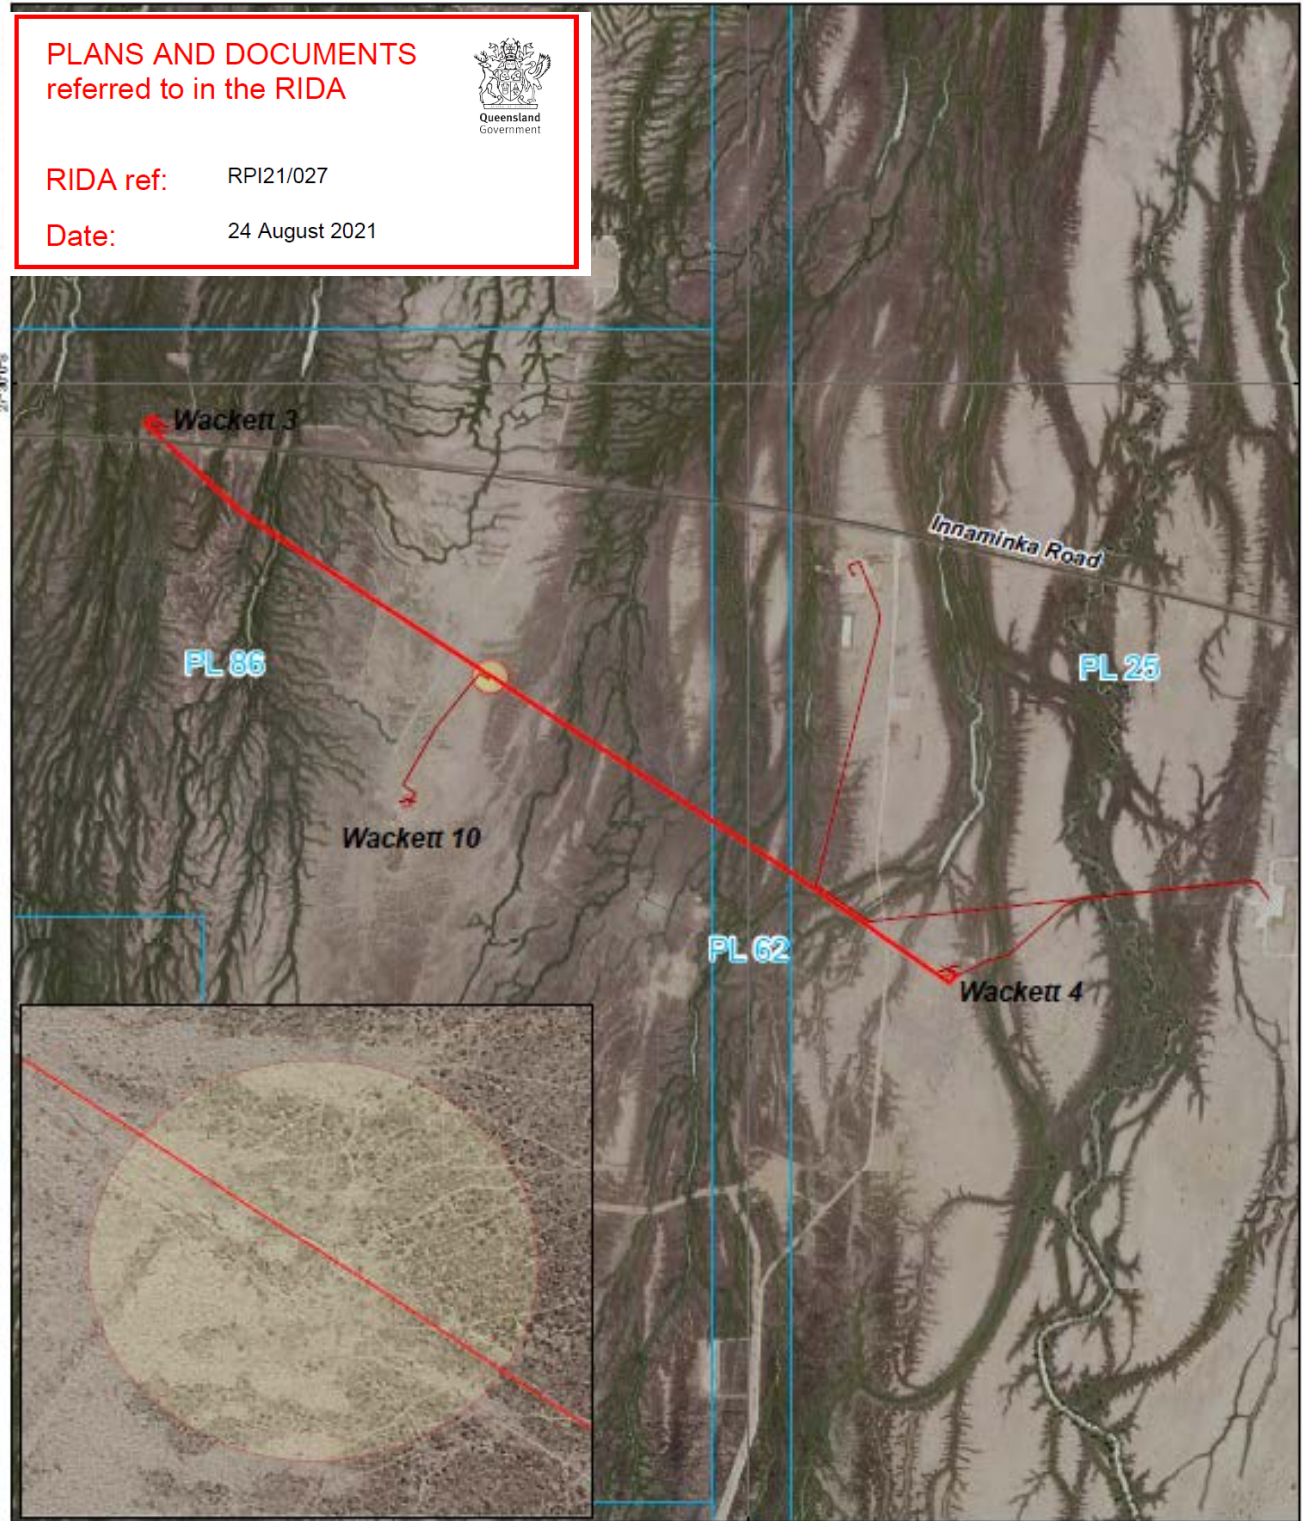 PLANS AND DOCUMENTS
referred to in the RIDA
Queensland
Government
RIDA ref: RPI21/027
Date: 24 August 2021
Wackett 3
Innaminka Road
PL 86
PL 25
Wackett 10
PL 62
Wackett 4